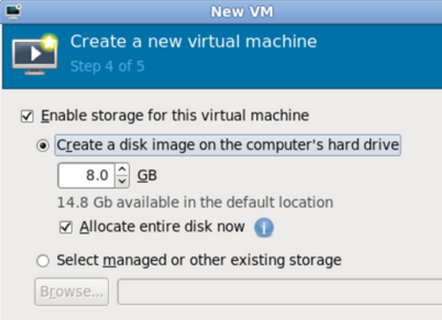 New VM
Create a new virtual machine
Step 4 of 5
Enable storage for this virtual machine
Create a disk image on the computer's hard drive
8.0 GB
14.8 Gb available in the default location
Allocate entire disk now
Select managed or other existing storage
Browse...